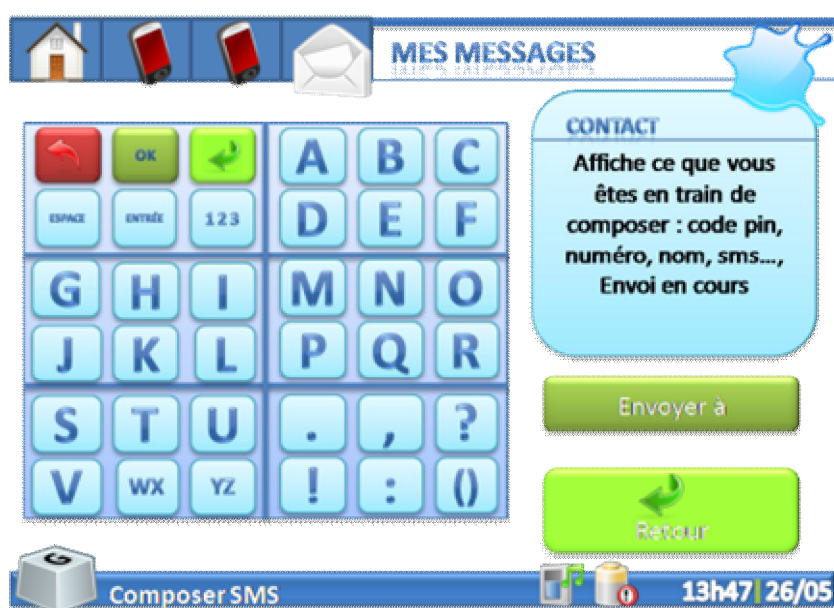 MES MESSAGES
CONTACT
Affiche ce que vous
êtes en train de
composer : code pin,
numéro, nom, sms...,
Envoi en cours
OK
ESPACE ENTRÉE 123
A B C
D E F
G H I
J K L
M N O
P Q R
S T U
V WX YZ
. , ?
! : ()
Envoyer à
Retour
G
Composer SMS
13h47 26/05